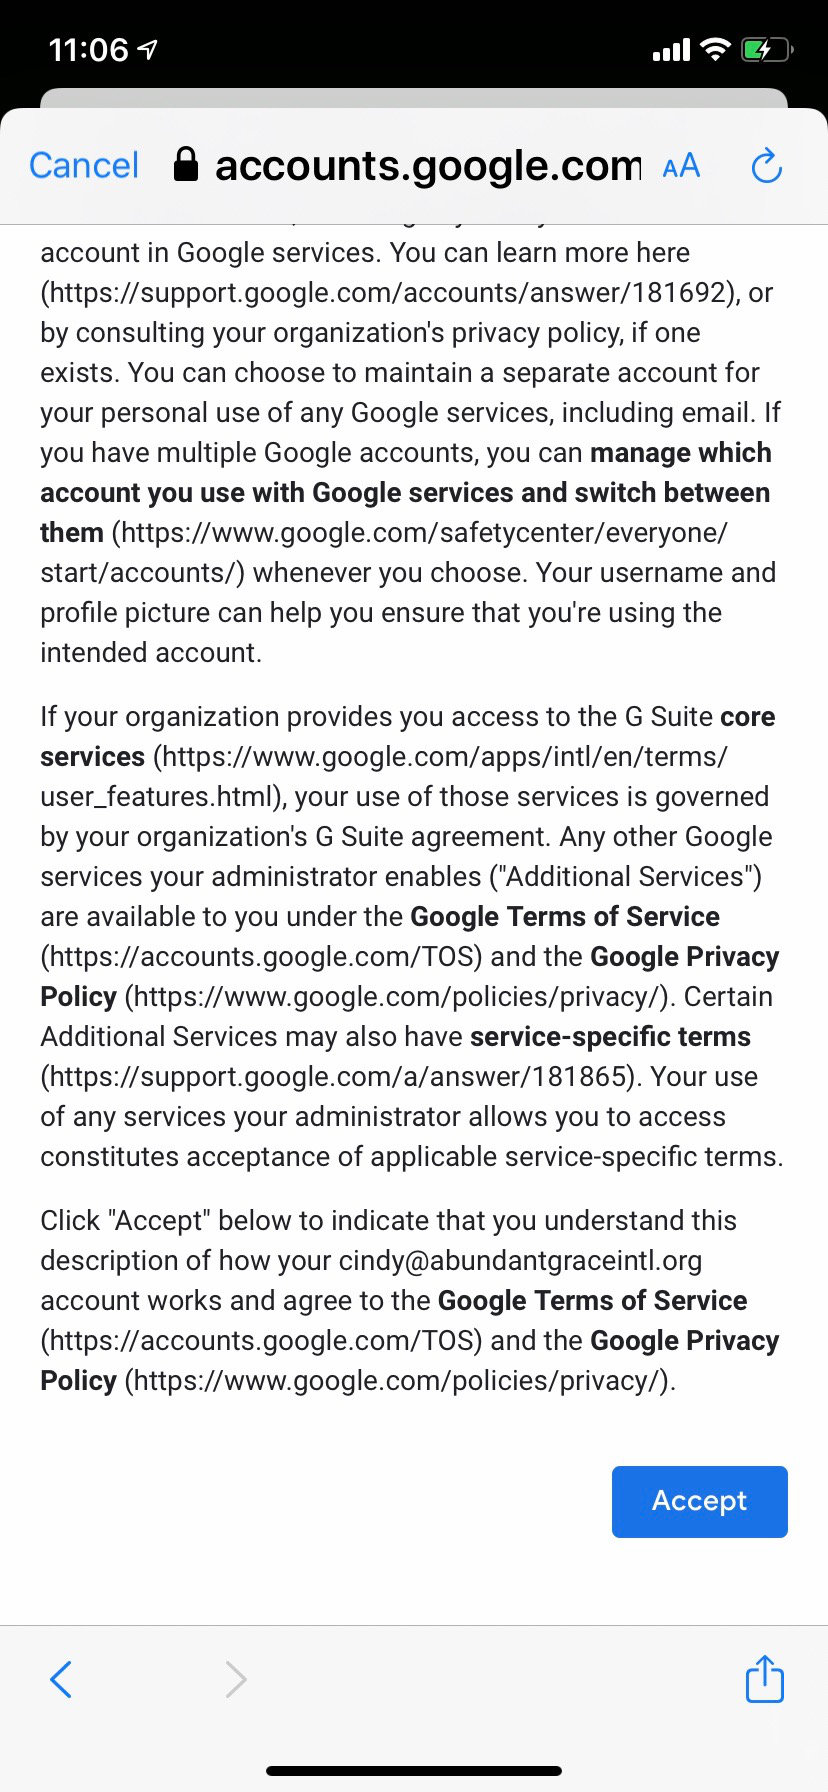 11:06
Cancel accounts.google.com AA
account in Google services. You can learn more here
(https://support.google.com/accounts/answer/181692), or
by consulting your organization's privacy policy, if one
exists. You can choose to maintain a separate account for
your personal use of any Google services, including email. If
you have multiple Google accounts, you can manage which
account you use with Google services and switch between
them (https://www.google.com/safetycenter/everyone/
start/accounts/) whenever you choose. Your username and
profile picture can help you ensure that you're using the
intended account.
If your organization provides you access to the G Suite core
services (https://www.google.com/apps/intl/en/terms/
user_features.html), your use of those services is governed
by your organization's G Suite agreement. Any other Google
services your administrator enables ("Additional Services")
are available to you under the Google Terms of Service
(https://accounts.google.com/TOS) and the Google Privacy
Policy (https://www.google.com/policies/privacy/). Certain
Additional Services may also have service-specific terms
(https://support.google.com/a/answer/181865). Your use
of any services your administrator allows you to access
constitutes acceptance of applicable service-specific terms.
Click "Accept" below to indicate that you understand this
description of how your cindy@abundantgraceintl.org
account works and agree to the Google Terms of Service
(https://accounts.google.com/TOS) and the Google Privacy
Policy (https://www.google.com/policies/privacy/).
Accept